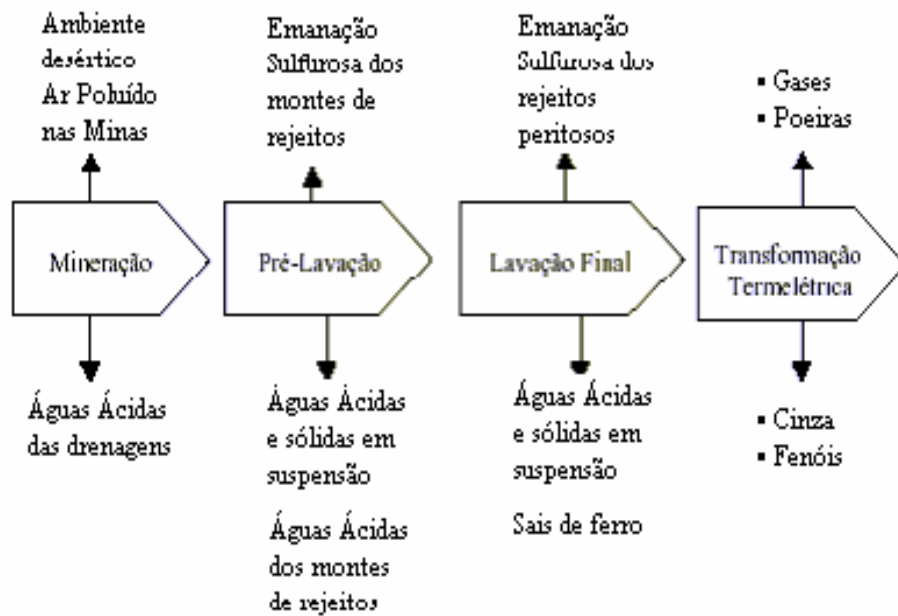 Ambiente
desértico
Ar Poluído
nas Minas
Emanação
Sulfurosa dos
montes de
rejeitos
Emanação
Sulfurosa dos
rejeitos
peritosos
▪ Gases
▪ Poeiras
Mineração
Pré-Lavação
Lavação Final
Transformação
Termelétrica
Águas Ácidas
das drenagens
Águas Ácidas
e sólidas em
suspensão
Águas Ácidas
dos montes
de rejeitos
Águas Ácidas
e sólidas em
suspensão
Sais de ferro
▪ Cinza
▪ Fenóis